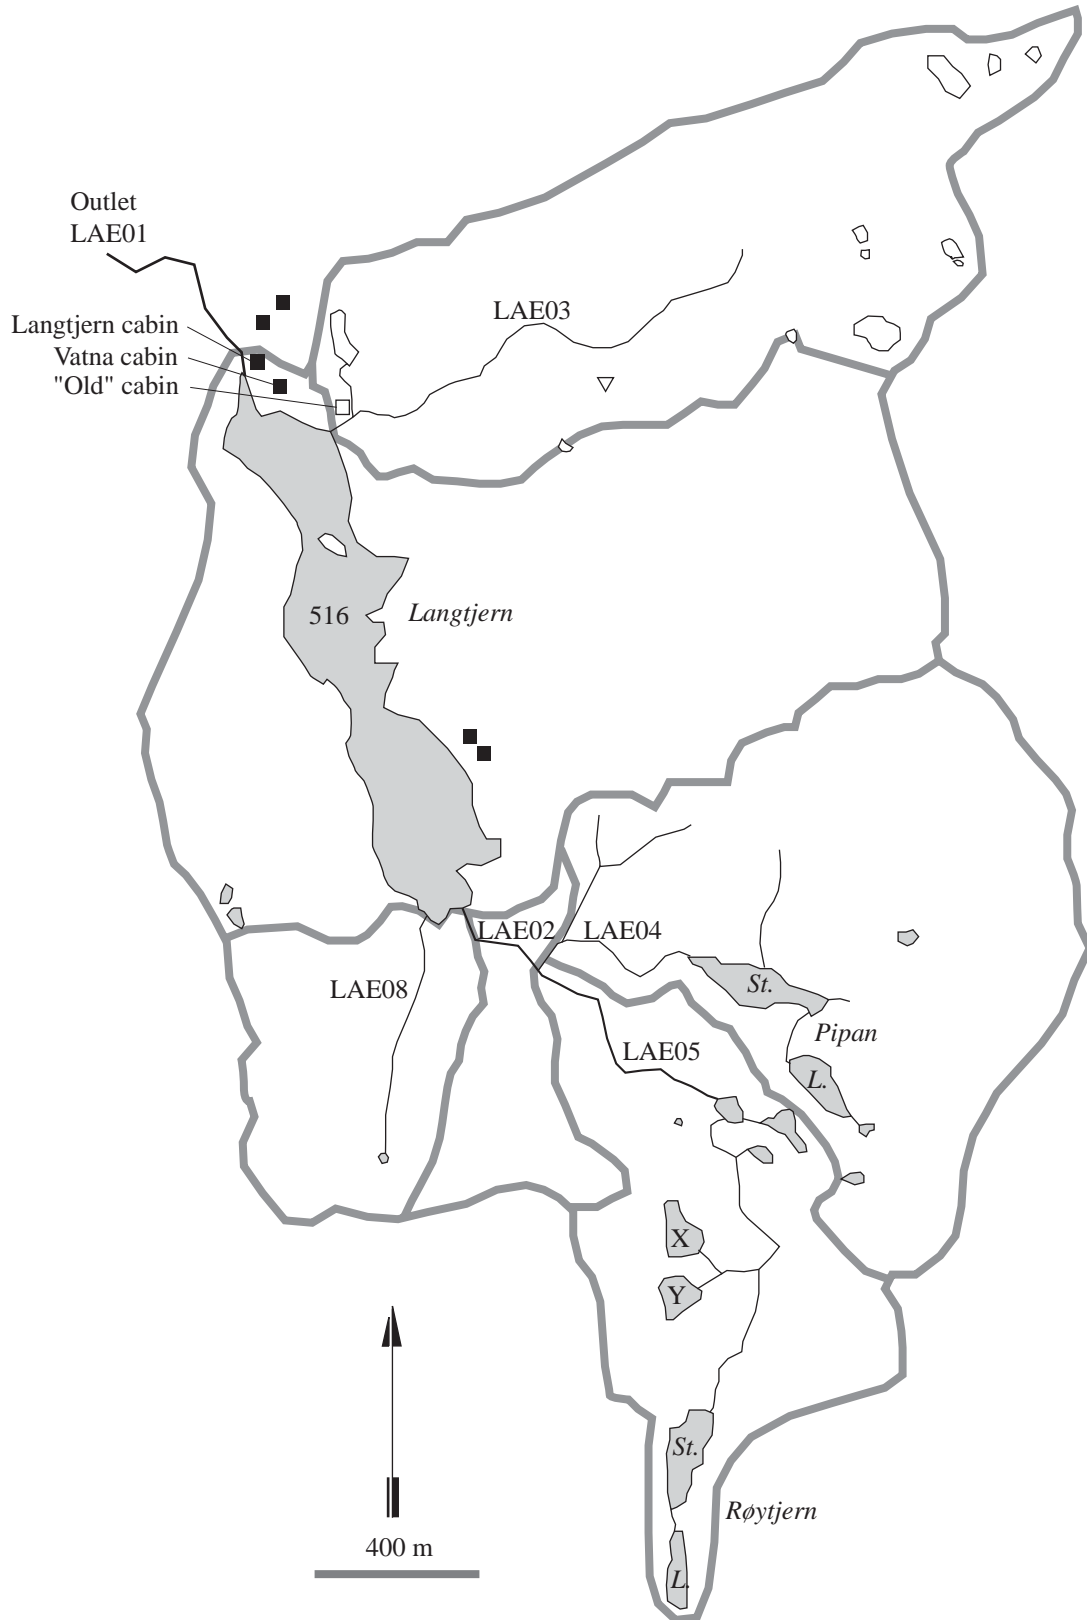 Outlet
LAE01
LAE03
Langtjern cabin
Vatna cabin
"Old" cabin
516
Langtjern
LAE02
LAE04
LAE08
St.
Pipan
LAE05
L.
X
Y
St.
Røytjern
400 m
L.